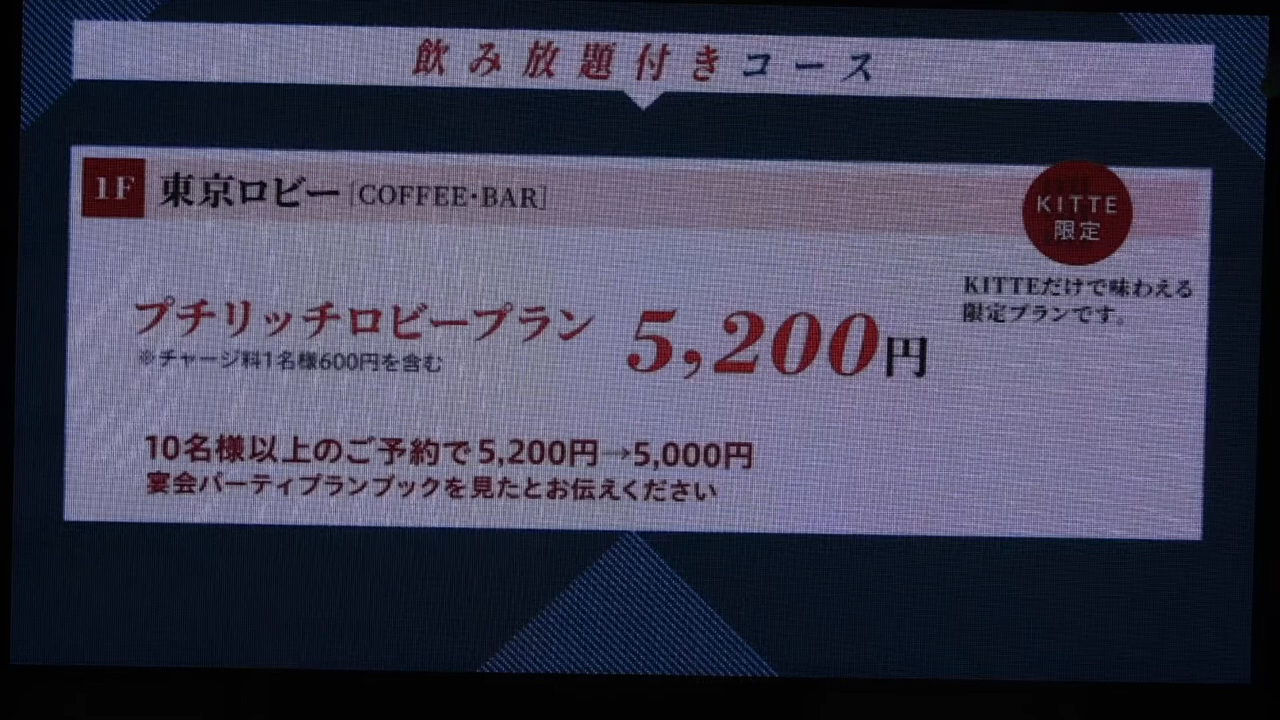 飲み放題付きコース
1F 東京ロビー [COFFEE·BAR]
KITTE
限定
KITTEだけで味わえる
限定プランです。
プチリッチロビープラン 5,200円
※チャージ料1名様600円を含む
10名様以上のご予約で5,200円→5,000円
宴会パーティプランブックを見たとお伝えください